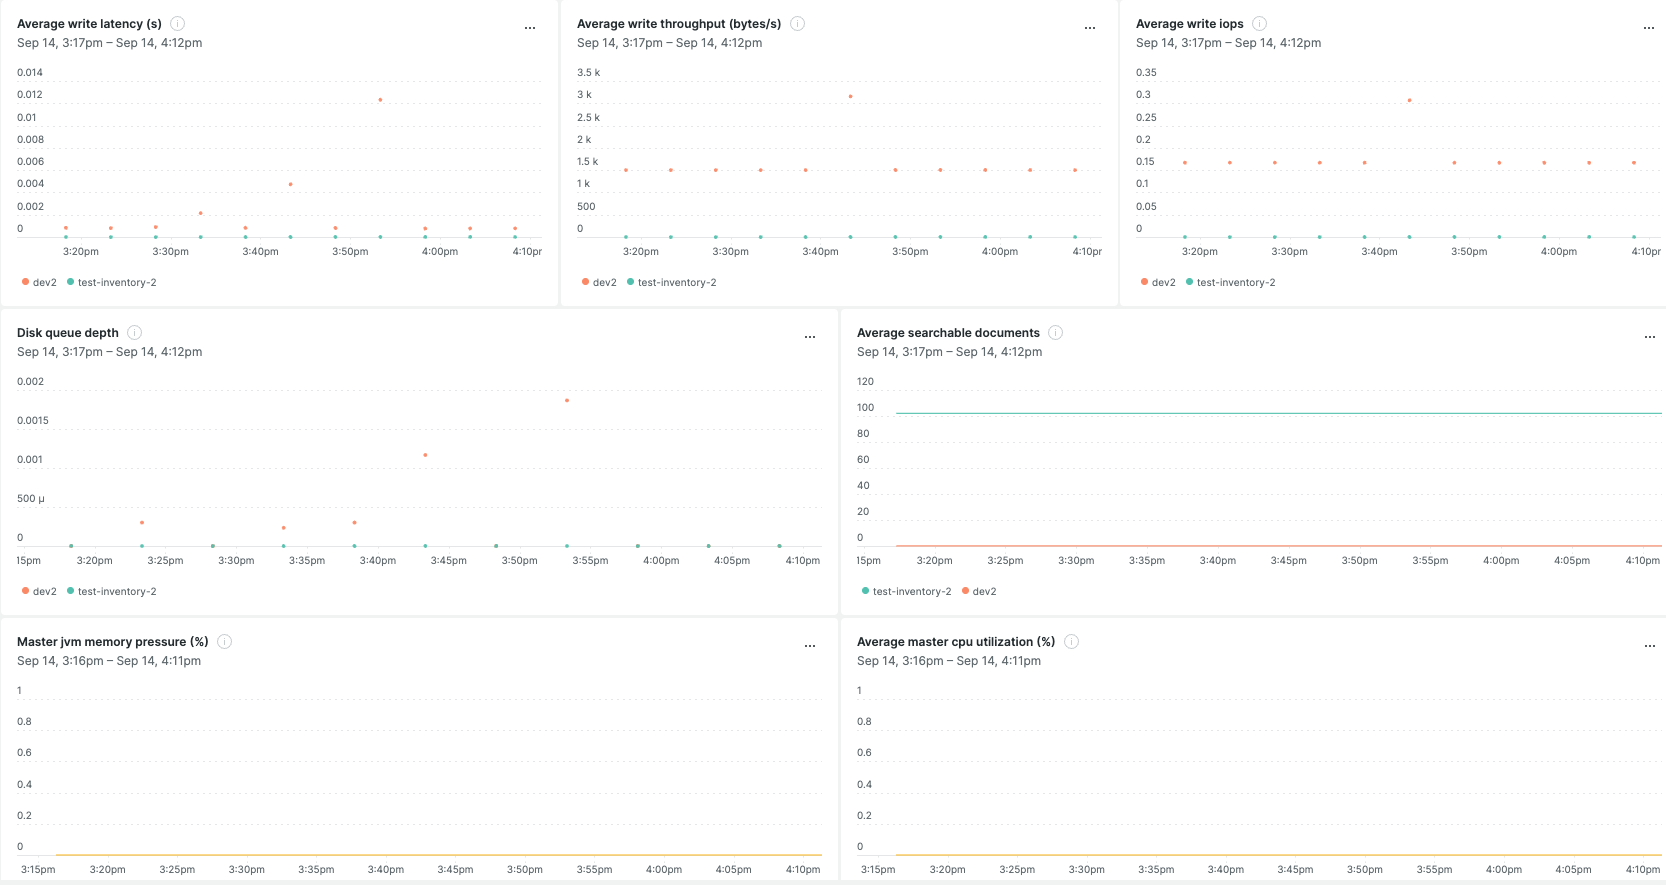 Average write latency (s)
Sep 14, 3:17pm – Sep 14, 4:12pm
0.014
0.012
0.01
0.008
0.006
0.004
0.002
0
3:20pm 3:30pm 3:40pm 3:50pm 4:00pm 4:10pr
dev2 test-inventory-2
Average write throughput (bytes/s)
Sep 14, 3:17pm – Sep 14, 4:12pm
3.5 k
3 k
2.5 k
2 k
1.5 k
1 k
500
0
3:20pm 3:30pm 3:40pm 3:50pm 4:00pm 4:10pr
dev2 test-inventory-2
Average write iops
Sep 14, 3:17pm – Sep 14, 4:12pm
0.35
0.3
0.25
0.2
0.15
0.1
0.05
0
3:20pm 3:30pm 3:40pm 3:50pm 4:00pm 4:10pr
dev2 test-inventory-2
Disk queue depth
Sep 14, 3:17pm – Sep 14, 4:12pm
0.002
0.0015
0.001
500 µ
0
15pm 3:20pm 3:25pm 3:30pm 3:35pm 3:40pm 3:45pm 3:50pm 3:55pm 4:00pm 4:05pm 4:10pm
dev2 test-inventory-2
Average searchable documents
Sep 14, 3:17pm – Sep 14, 4:12pm
120
100
80
60
40
20
0
15pm 3:20pm 3:25pm 3:30pm 3:35pm 3:40pm 3:45pm 3:50pm 3:55pm 4:00pm 4:05pm 4:10pm
test-inventory-2 dev2
Master jvm memory pressure (%)
Sep 14, 3:16pm – Sep 14, 4:11pm
1
0.8
0.6
0.4
0.2
0
3:15pm 3:20pm 3:25pm 3:30pm 3:35pm 3:40pm 3:45pm 3:50pm 3:55pm 4:00pm 4:05pm 4:10pm
Average master cpu utilization (%)
Sep 14, 3:16pm – Sep 14, 4:11pm
1
0.8
0.6
0.4
0.2
0
3:15pm 3:20pm 3:25pm 3:30pm 3:35pm 3:40pm 3:45pm 3:50pm 3:55pm 4:00pm 4:05pm 4:10pm